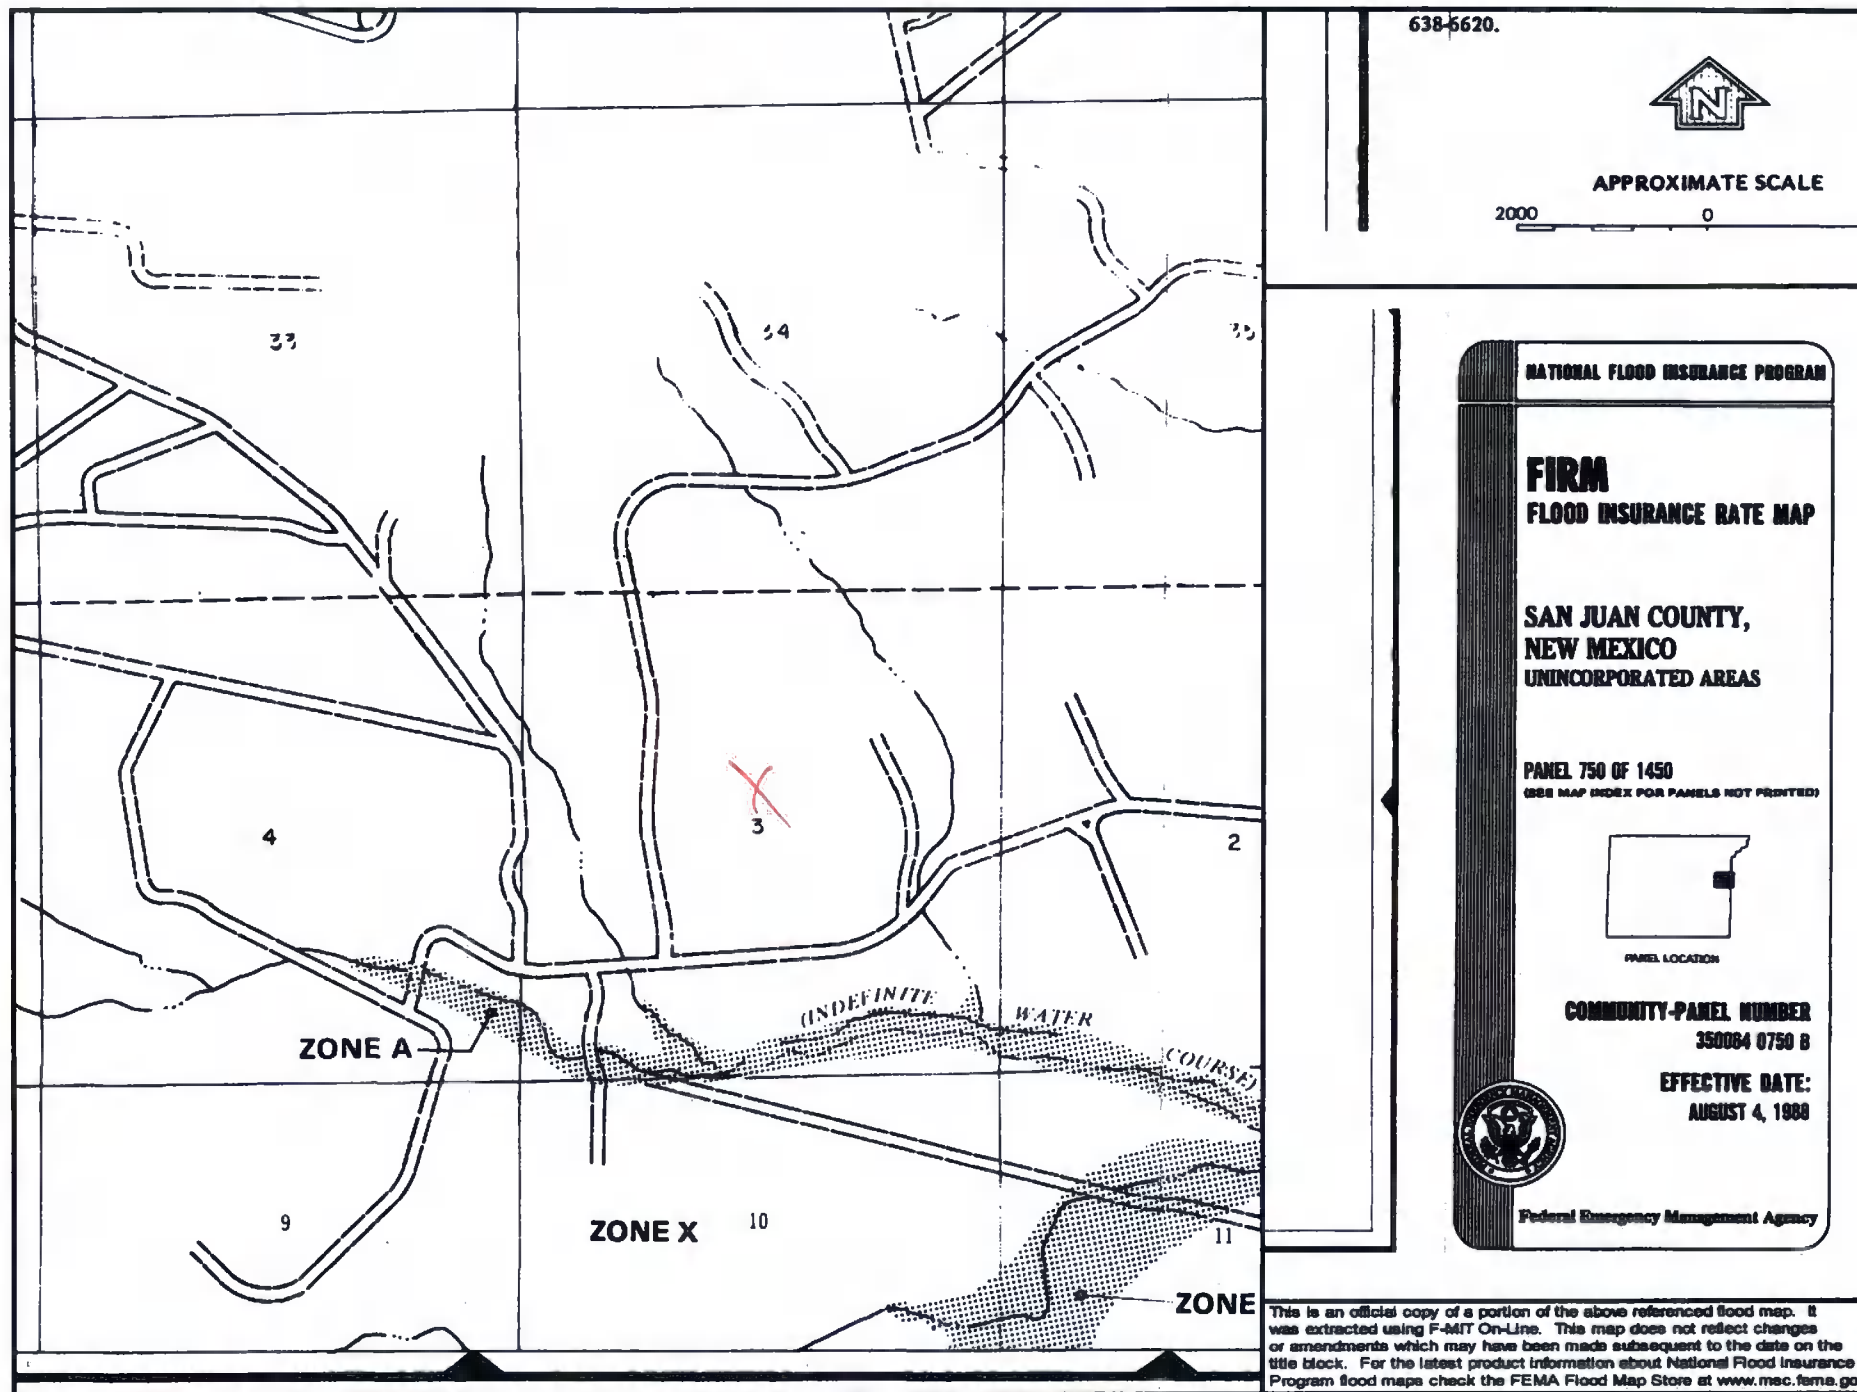 638-6620.
N
APPROXIMATE SCALE
2000 0
33
34
35
4
3
2
(INDEFINITE WATER COURSE)
ZONE A
9
ZONE X
10
11
ZONE
NATIONAL FLOOD INSURANCE PROGRAM
FIRM
FLOOD INSURANCE RATE MAP
SAN JUAN COUNTY,
NEW MEXICO
UNINCORPORATED AREAS
PANEL 750 OF 1450
(SEE MAP INDEX FOR PANELS NOT PRINTED)
PANEL LOCATION
COMMUNITY-PANEL NUMBER
350064 0750 B
EFFECTIVE DATE:
AUGUST 4, 1988
Federal Emergency Management Agency
This is an official copy of a portion of the above referenced flood map. It
was extracted using F-MIT On-Line. This map does not reflect changes
or amendments which may have been made subsequent to the date on the
title block. For the latest product information about National Flood Insurance
Program flood maps check the FEMA Flood Map Store at www.msc.fema.go